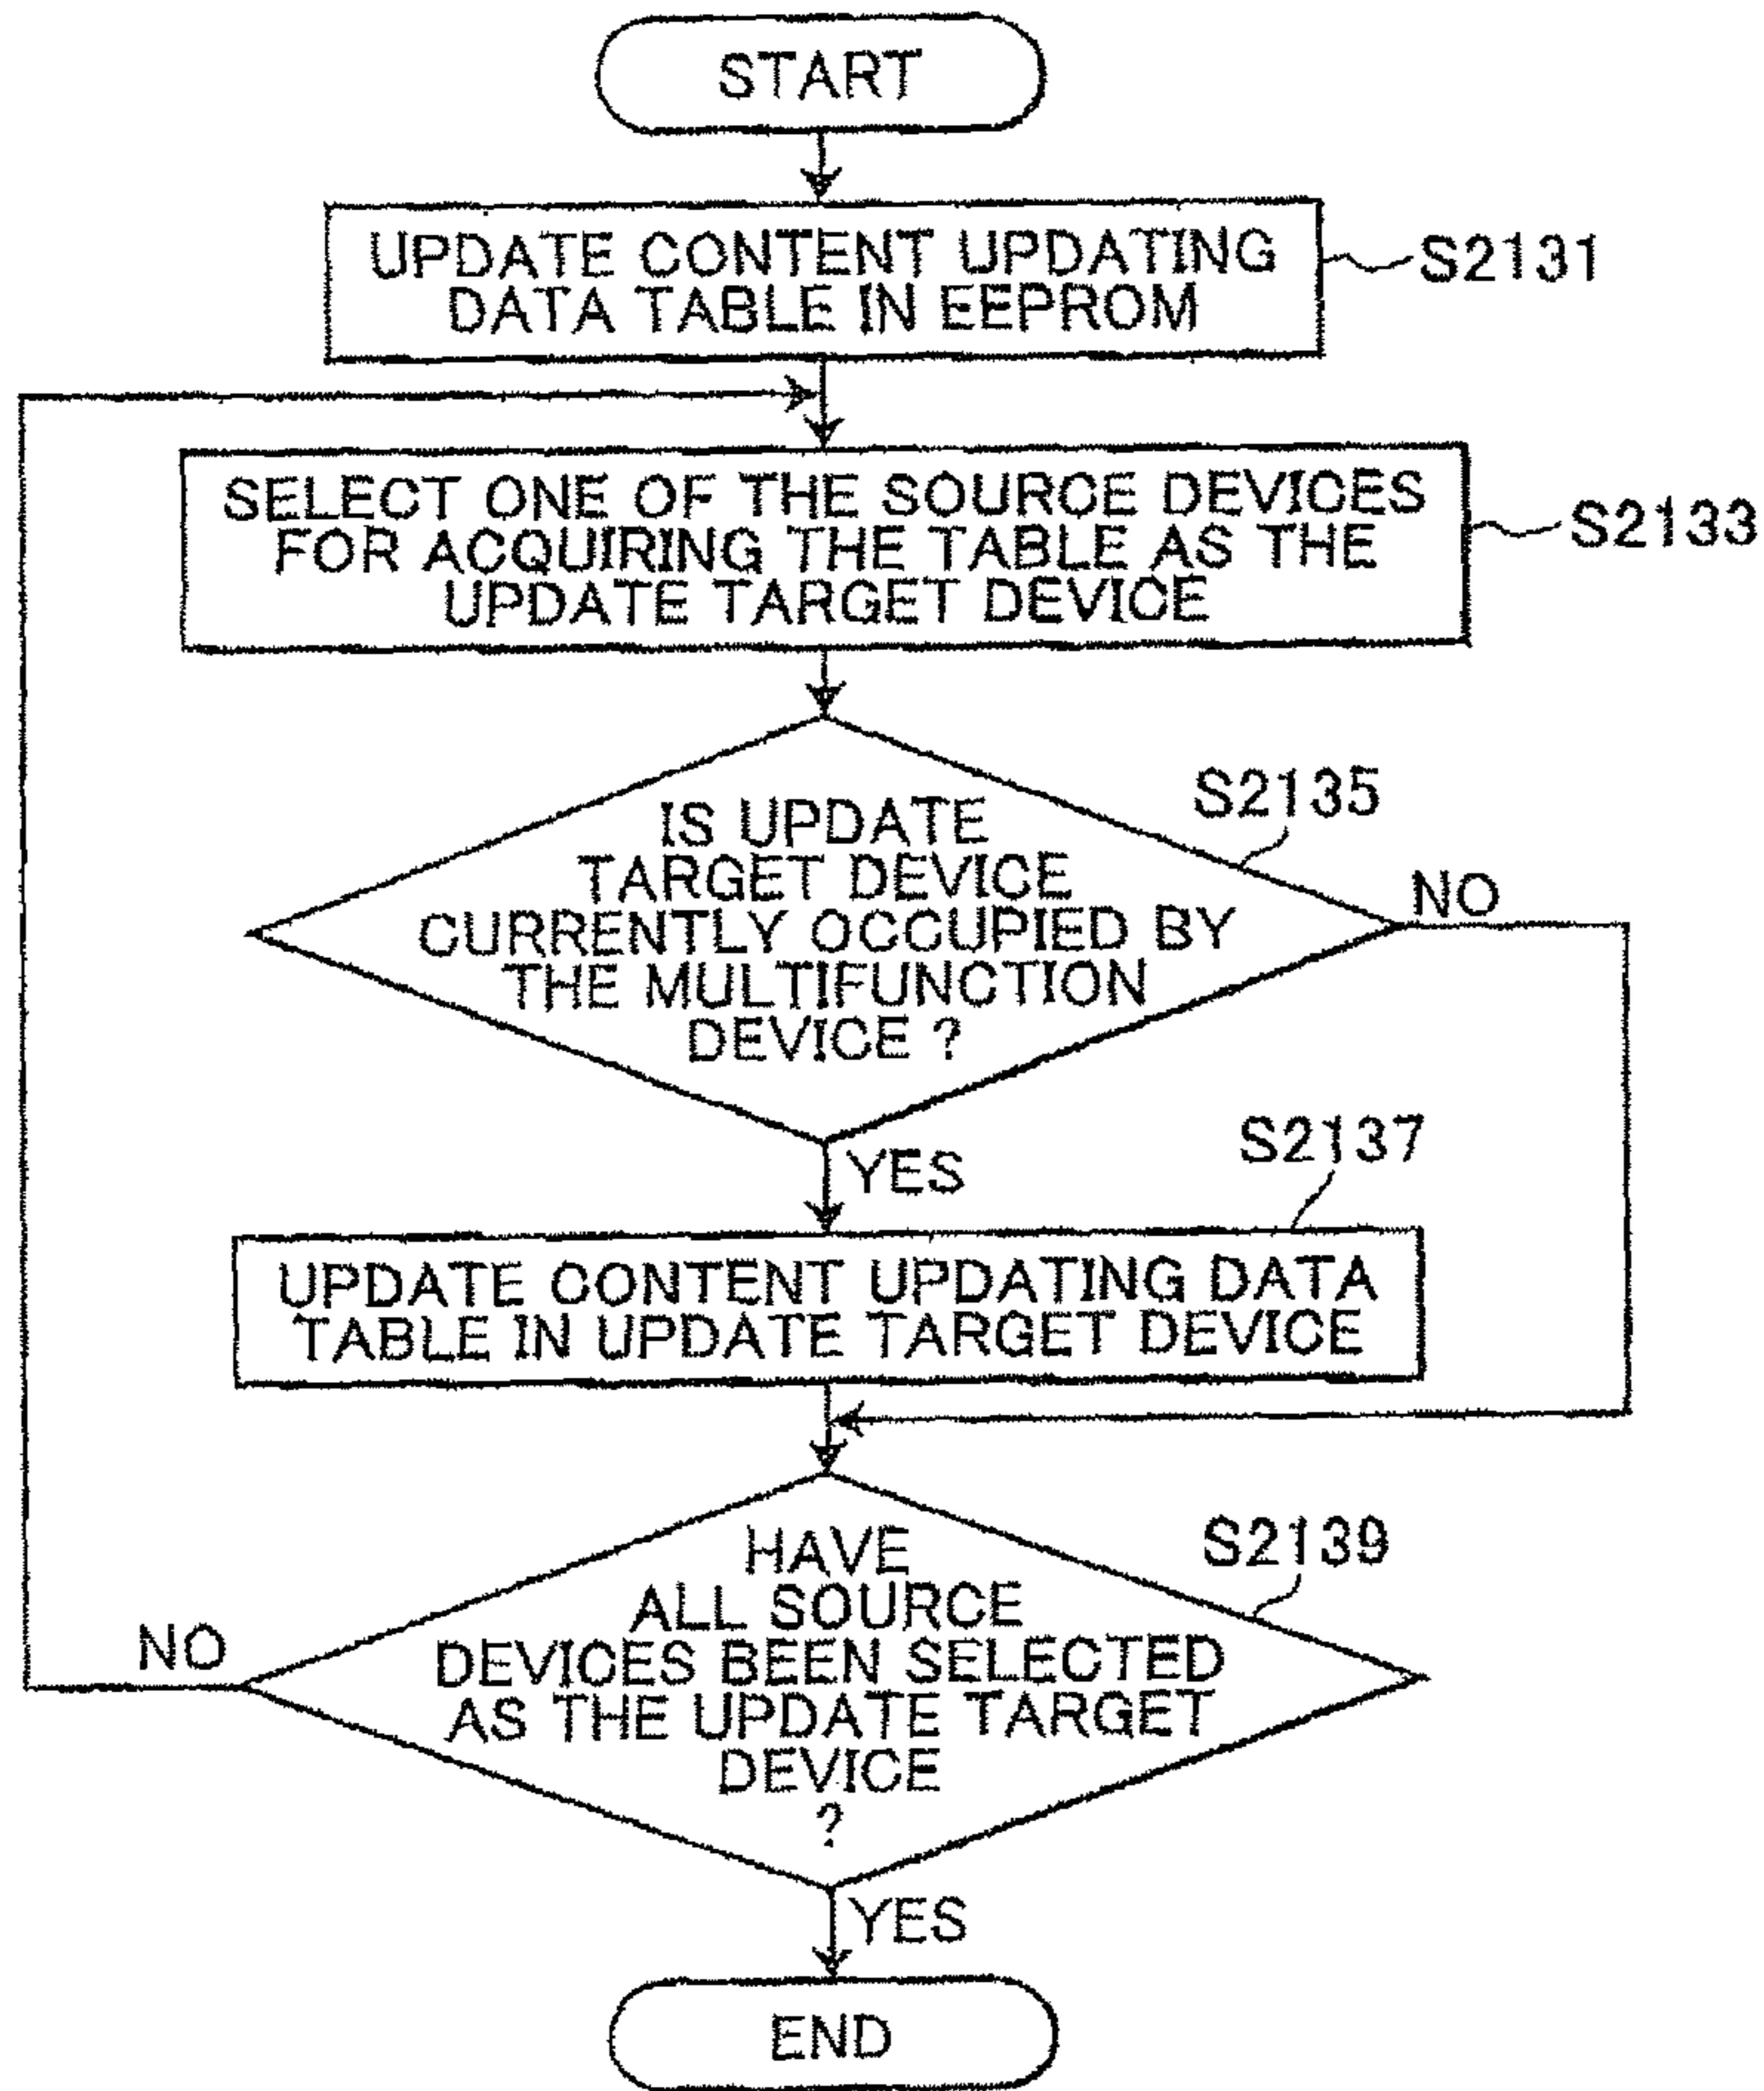 START
UPDATE CONTENT UPDATING
DATA TABLE IN EEPROM
S2131
SELECT ONE OF THE SOURCE DEVICES
FOR ACQUIRING THE TABLE AS THE
UPDATE TARGET DEVICE
S2133
IS UPDATE
TARGET DEVICE
CURRENTLY OCCUPIED BY
THE MULTIFUNCTION
DEVICE ?
S2135
NO
YES
S2137
UPDATE CONTENT UPDATING DATA
TABLE IN UPDATE TARGET DEVICE
HAVE
ALL SOURCE
DEVICES BEEN SELECTED
AS THE UPDATE TARGET
DEVICE
?
S2139
NO
YES
END